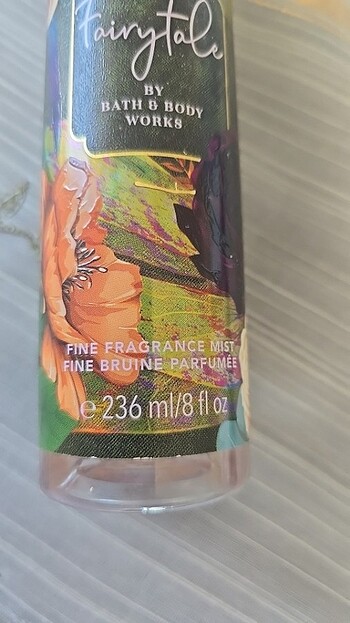 Fairytale
BY
BATH & BODY
WORKS
FINE FRAGRANCE MIST
FINE BRUINE PARFUMÉE
e 236 ml/8 fl oz